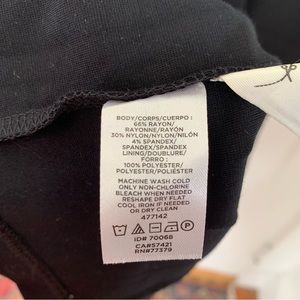 BODY/CORPS/CUERPO :
66% RAYON/
RAYONNE/RAYÓN
30% NYLON/NYLON/NILÓN
4% SPANDEX/
SPANDEX/SPANDEX
LINING/DOUBLURE/
FORRO :
100% POLYESTER/
POLYESTER/POLIÉSTER
MACHINE WASH COLD
ONLY NON-CHLORINE
BLEACH WHEN NEEDED
RESHAPE DRY FLAT
COOL IRON IF NEEDED
OR DRY CLEAN
477142
ID# 70068
CA#57421
RN#77379